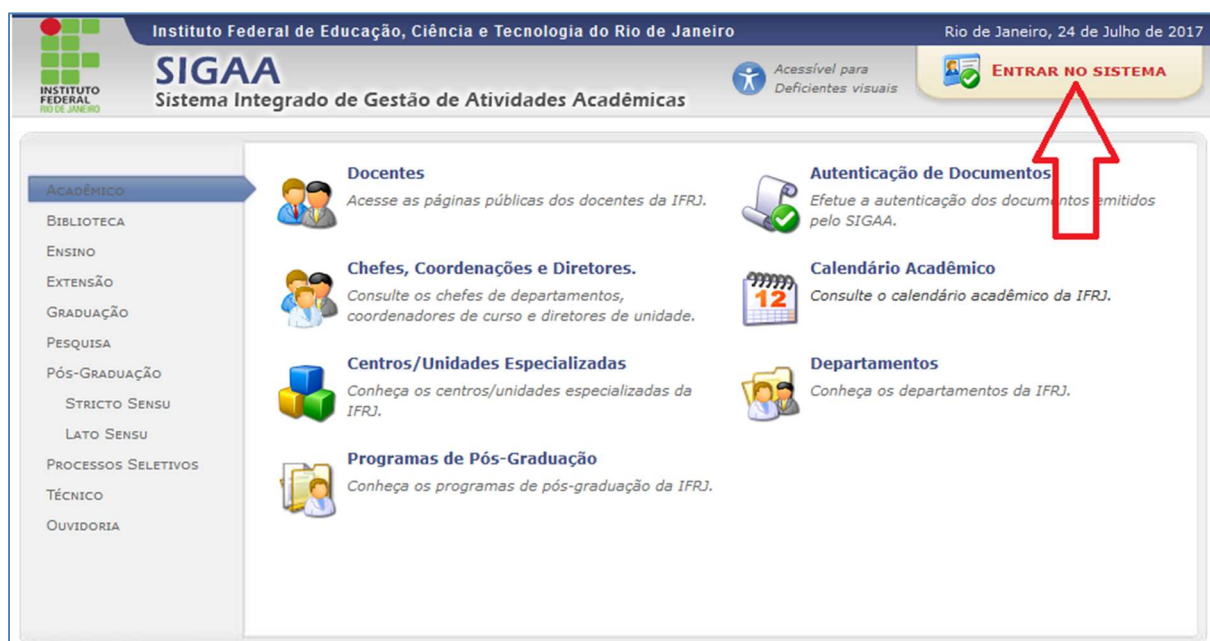 Instituto Federal de Educação, Ciência e Tecnologia do Rio de Janeiro
Rio de Janeiro, 24 de Julho de 2017
INSTITUTO
FEDERAL
RIO DE JANEIRO
SIGAA
Sistema Integrado de Gestão de Atividades Acadêmicas
Acessível para
Deficientes visuais
ENTRAR NO SISTEMA
ACADÊMICO
BIBLIOTECA
ENSINO
EXTENSÃO
GRADUAÇÃO
PESQUISA
PÓS-GRADUAÇÃO
STRICTO SENSU
LATO SENSU
PROCESSOS SELETIVOS
TÉCNICO
OUVIDORIA
Docentes
Acesse as páginas públicas dos docentes da IFRJ.
Autenticação de Documentos
Efetue a autenticação dos documentos emitidos
pelo SIGAA.
Chefes, Coordenações e Diretores.
Consulte os chefes de departamentos,
coordenadores de curso e diretores de unidade.
12
Calendário Acadêmico
Consulte o calendário acadêmico da IFRJ.
Centros/Unidades Especializadas
Conheça os centros/unidades especializadas da
IFRJ.
Departamentos
Conheça os departamentos da IFRJ.
Programas de Pós-Graduação
Conheça os programas de pós-graduação da IFRJ.